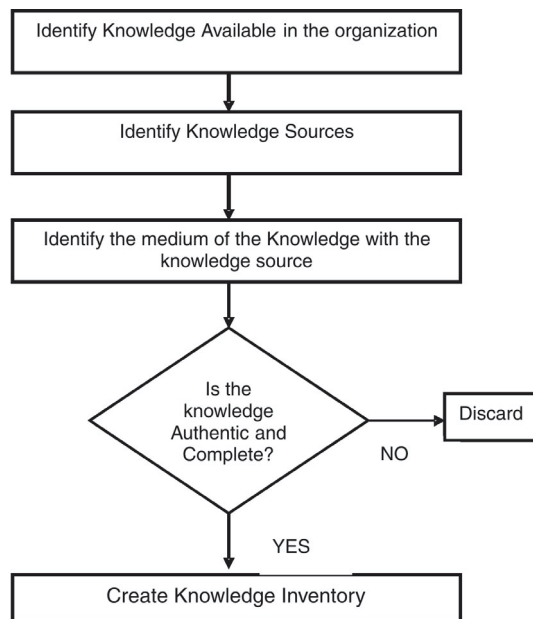 Identify Knowledge Available in the organization
Identify Knowledge Sources
Identify the medium of the Knowledge with the
knowledge source
Is the
knowledge
Authentic and
Complete?
Discard
NO
YES
Create Knowledge Inventory